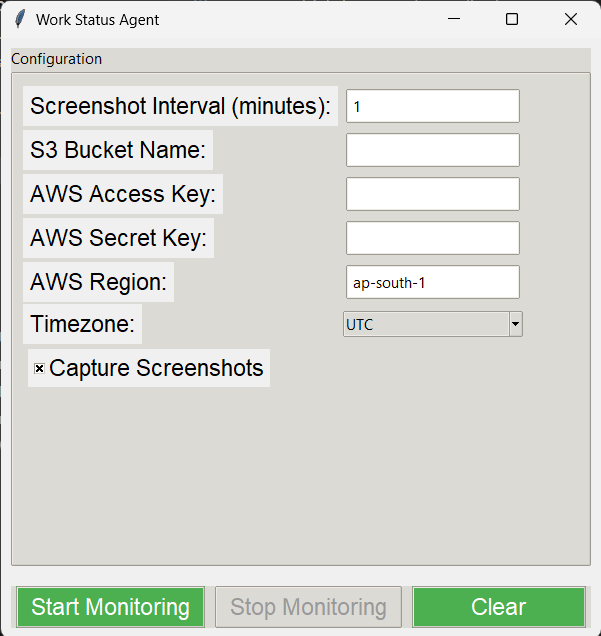 Work Status Agent
Configuration
Screenshot Interval (minutes): 1
S3 Bucket Name:
AWS Access Key:
AWS Secret Key:
AWS Region: ap-south-1
Timezone: UTC
Capture Screenshots
Start Monitoring Stop Monitoring Clear